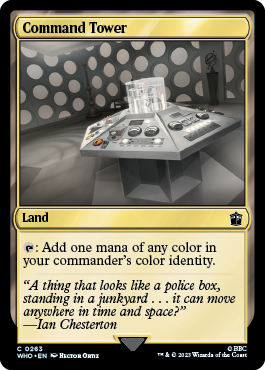 Command Tower
Land
: Add one mana of any color in
your commander's color identity.
“A thing that looks like a police box,
standing in a junkyard . . . it can move
anywhere in time and space?”
—Ian Chesterton
C 0263
WHO • EN Hector Ortiz
© BBC
™ & © 2023 Wizards of the Coast